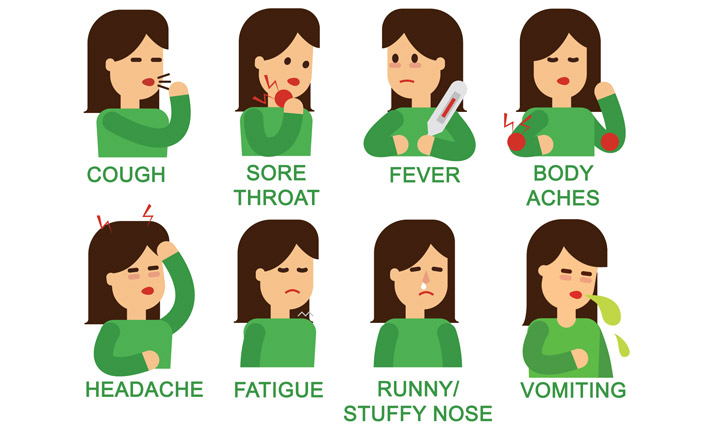 COUGH
SORE
THROAT
FEVER
BODY
ACHES
HEADACHE
FATIGUE
RUNNY/
STUFFY NOSE
VOMITING